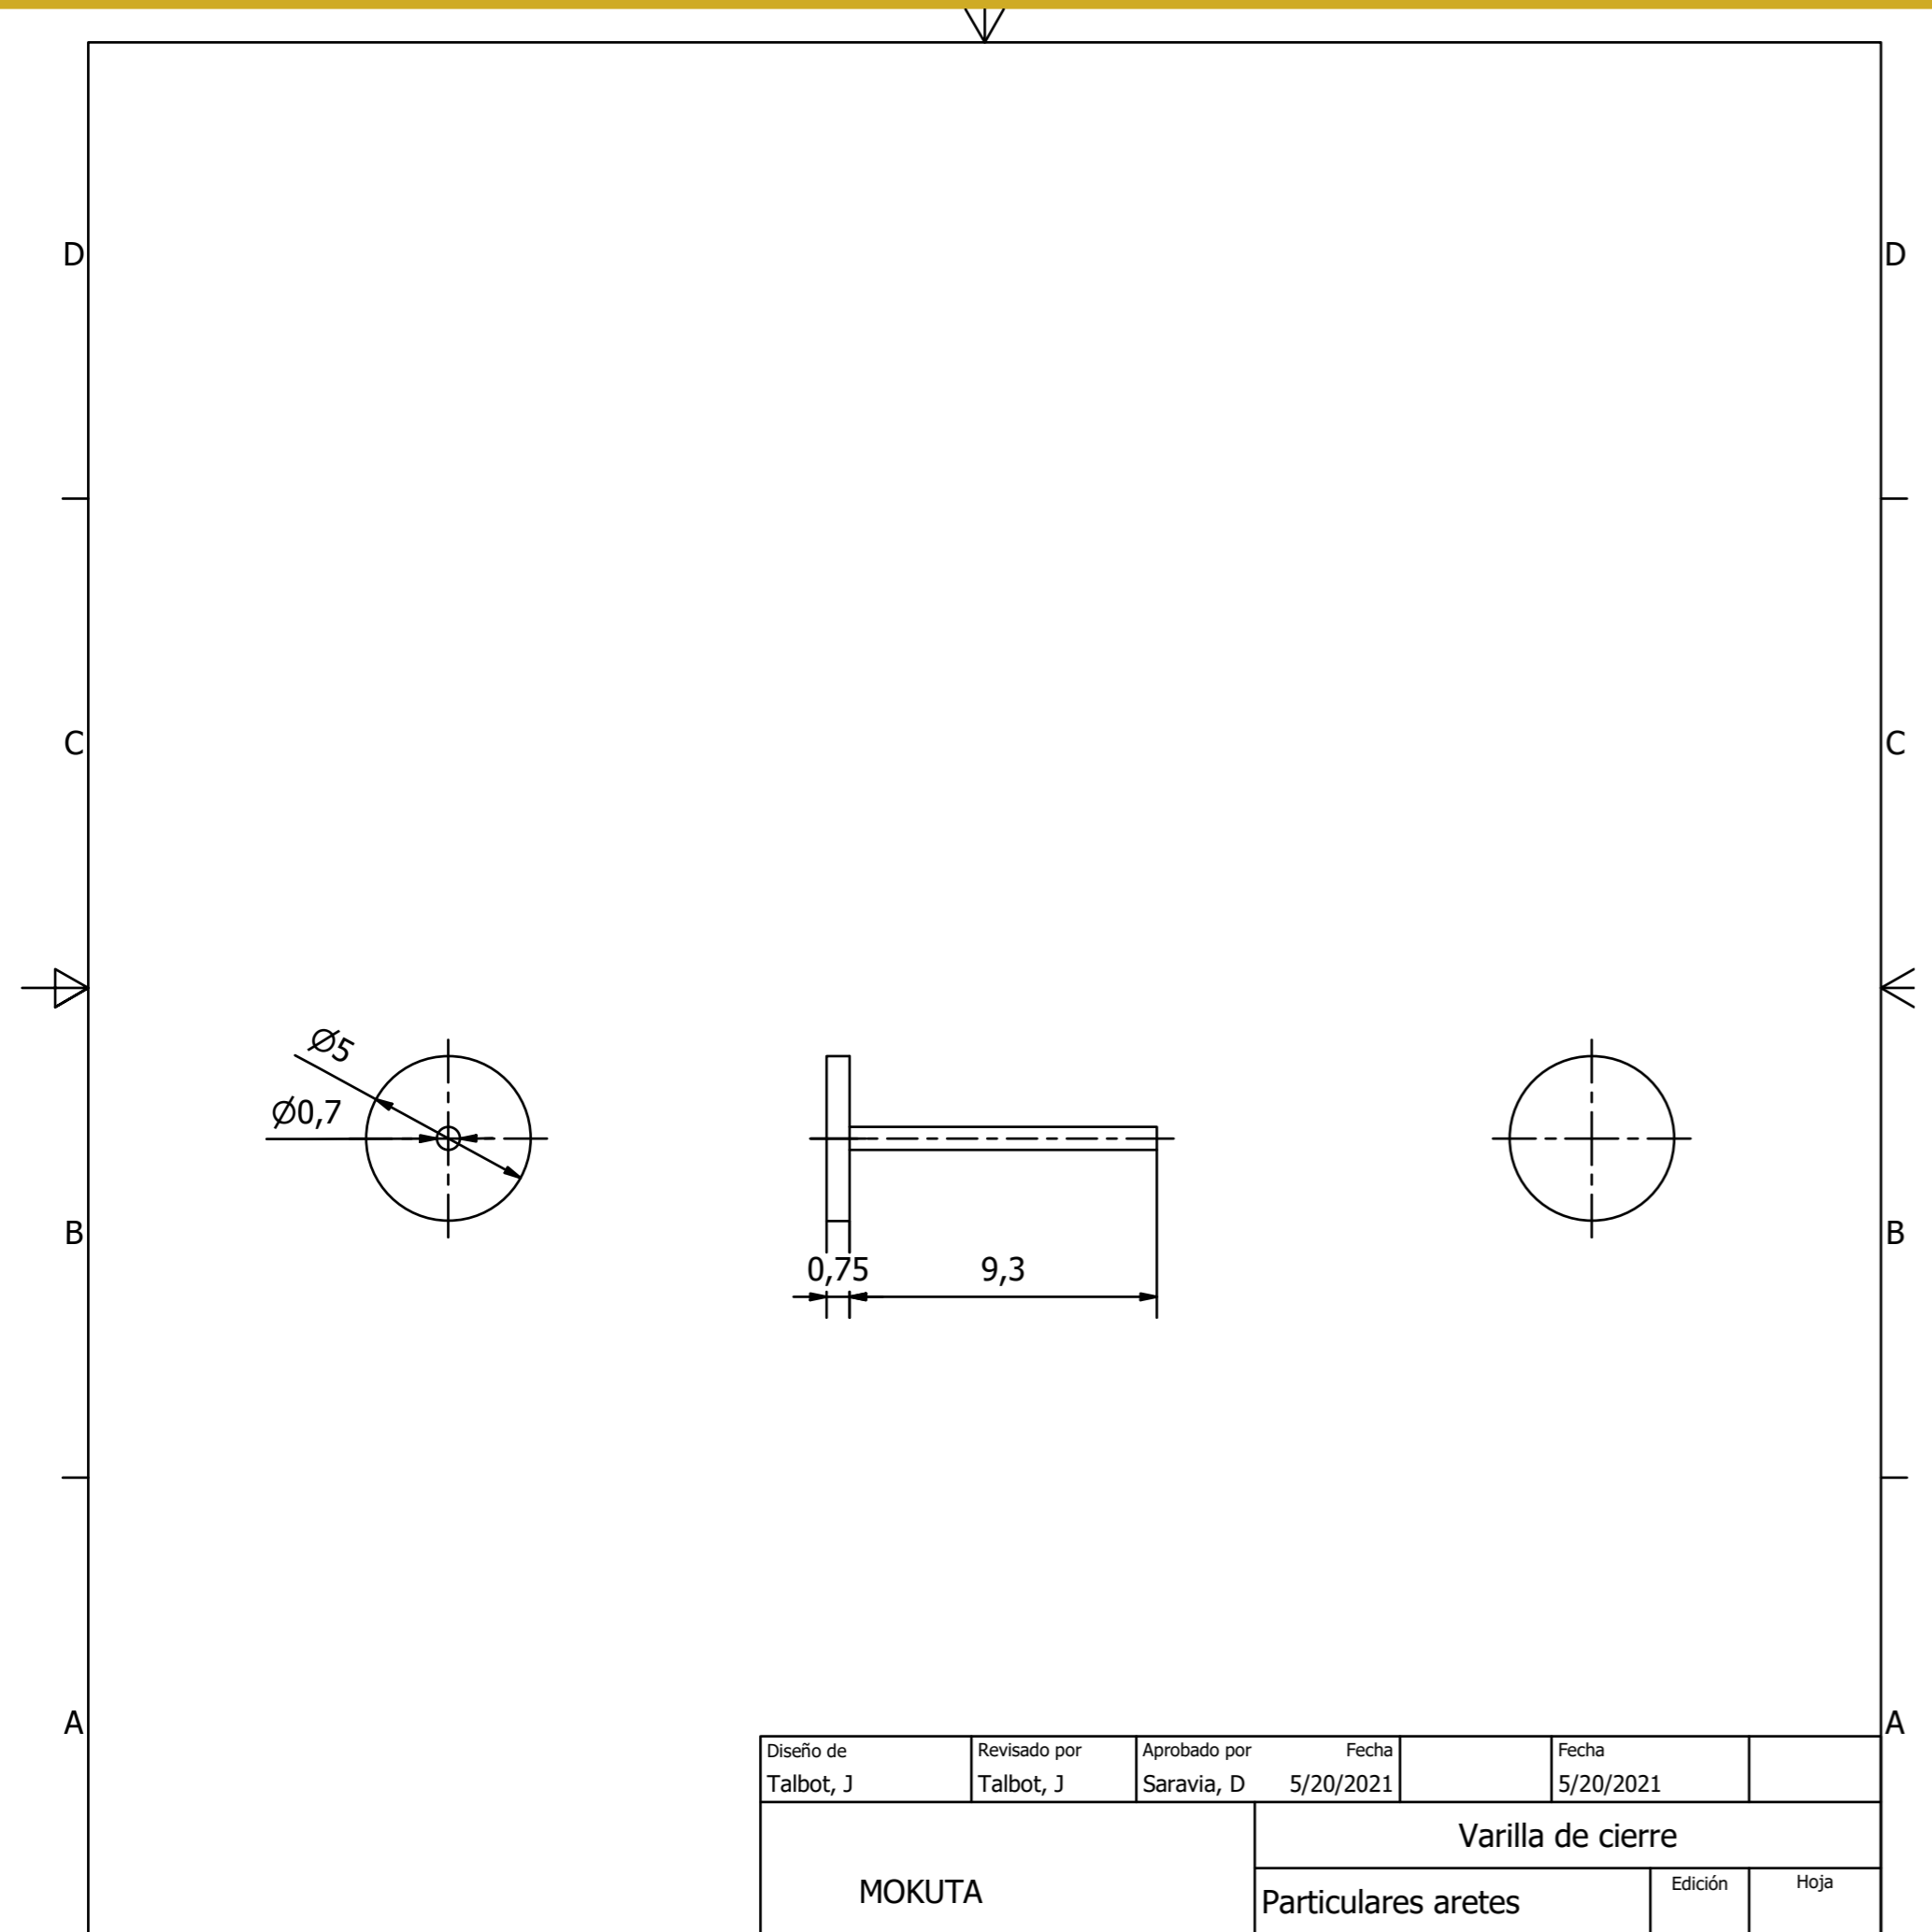 D
D
C
C
Ø5
Ø0,7
B
B
0,75
9,3
A
A
Diseño de
Revisado por
Aprobado por
Fecha
Fecha
Talbot, J
Talbot, J
Saravia, D
5/20/2021
5/20/2021
Varilla de cierre
MOKUTA
Particulares aretes
Edición
Hoja